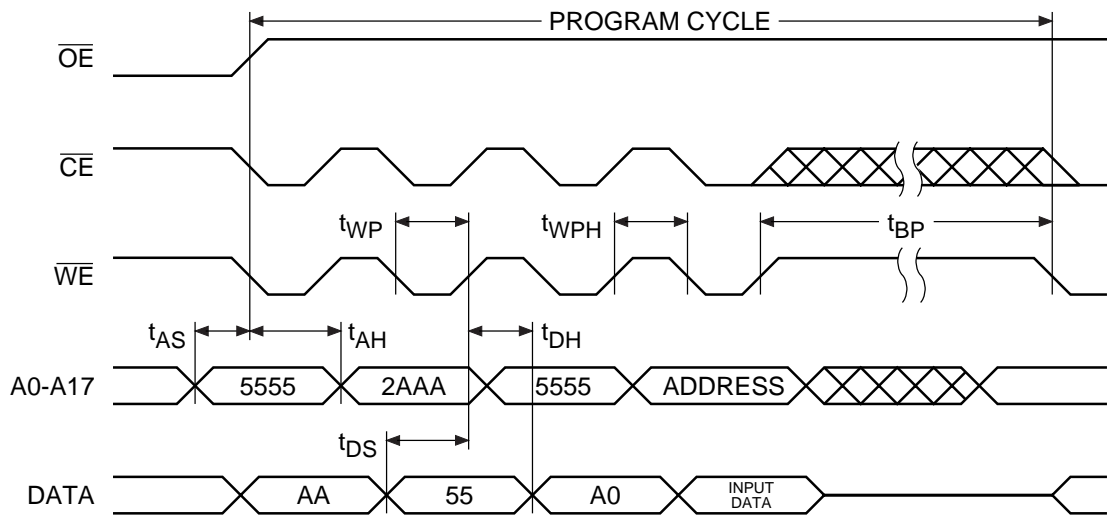 PROGRAM CYCLE
OE
CE
tWP
tWPH
tBP
WE
tAS
tAH
tDH
A0-A17
5555
2AAA
5555
ADDRESS
tDS
DATA
AA
55
A0
INPUT
DATA